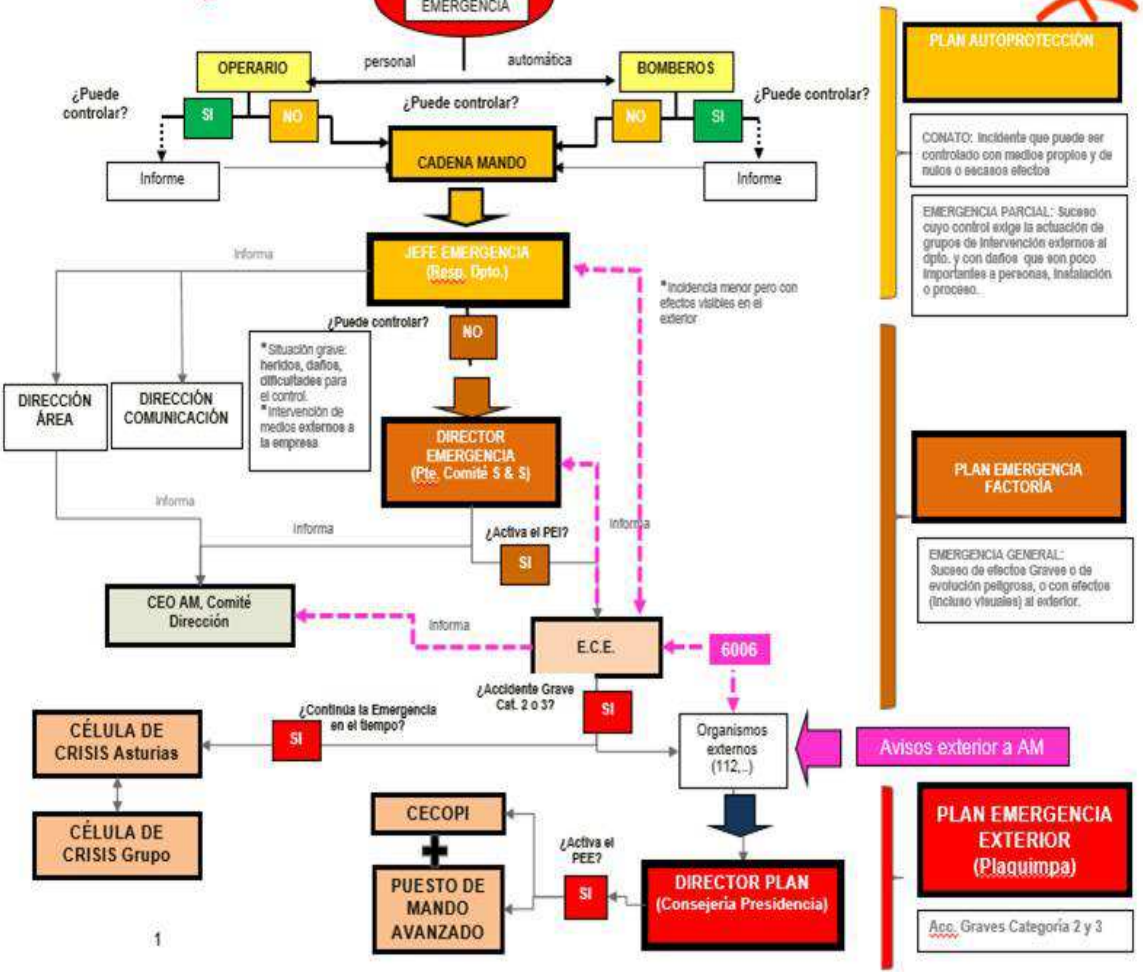 EMERGENCIA
OPERARIO
personal
automática
BOMBEROS
¿Puede
controlar?
SI
NO
¿Puede controlar?
NO
SI
¿Puede controlar?
CADENA MANDO
Informe
Informe
Informa
JEFE EMERGENCIA
(Resp. Dpto.)
*Incidencia menor pero con
efectos visibles en el
exterior
¿Puede controlar?
NO
*Situación grave:
heridos, daños,
dificultades para
el control.
*Intervención de
medios externos a
la empresa
DIRECCIÓN
ÁREA
DIRECCIÓN
COMUNICACIÓN
DIRECTOR
EMERGENCIA
(Pte. Comité S & S)
Informa
Informa
¿Activa el PEI?
Informa
SI
CEO AM, Comité
Dirección
Informa
E.C.E.
6006
¿Accidente Grave
Cat. 2 o 3?
SI
¿Continúa la Emergencia
en el tiempo?
SI
CÉLULA DE
CRISIS Asturias
CÉLULA DE
CRISIS Grupo
Organismos
externos
(112,..)
Avisos exterior a AM
CECOPI
¿Activa el
PEE?
SI
PUESTO DE
MANDO
AVANZADO
DIRECTOR PLAN
(Consejería Presidencia)
1
PLAN AUTOPROTECCIÓN
CONATO: Incidente que puede ser
controlado con medios propios y de
nulos o escasos efectos
EMERGENCIA PARCIAL: Suceso
cuyo control exige la actuación de
grupos de intervención externos al
dpto. y con daños que son poco
importantes a personas, instalación
o proceso.
PLAN EMERGENCIA
FACTORÍA
EMERGENCIA GENERAL:
Suceso de efectos Graves o de
evolución peligrosa, o con efectos
(incluso visuales) al exterior.
PLAN EMERGENCIA
EXTERIOR
(Plaquimpa)
Acc. Graves Categoría 2 y 3